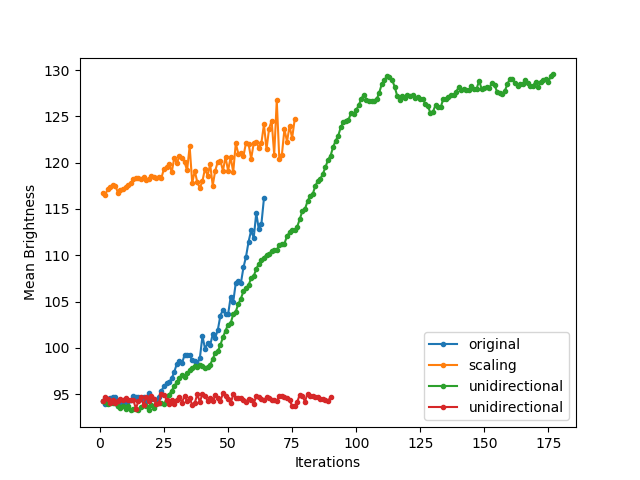 130
125
120
115
110
105
100
95
Mean Brightness
original
scaling
unidirectional
unidirectional
0 25 50 75 100 125 150 175
Iterations